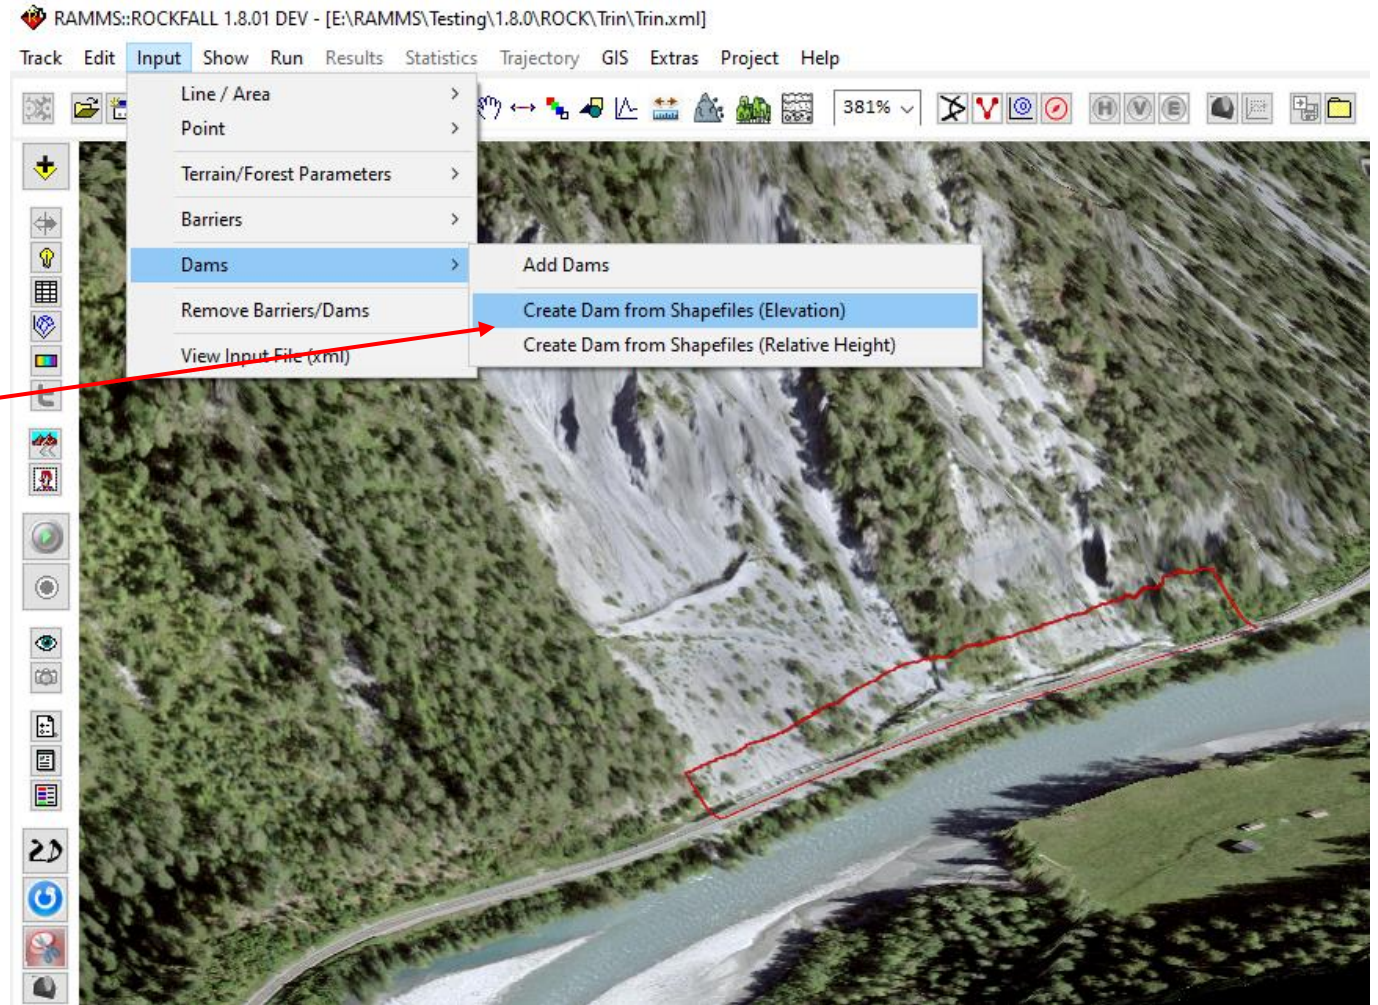 RAMMS::ROCKFALL 1.8.01 DEV - [E:\RAMMS\Testing\1.8.0\ROCK\Trin\Trin.xml]
Track Edit Input Show Run Results Statistics Trajectory GIS Extras Project Help
381%
H V E
Line / Area
Point
Terrain/Forest Parameters
Barriers
Dams
Remove Barriers/Dams
View Input File (xml)
Add Dams
Create Dam from Shapefiles (Elevation)
Create Dam from Shapefiles (Relative Height)
2D